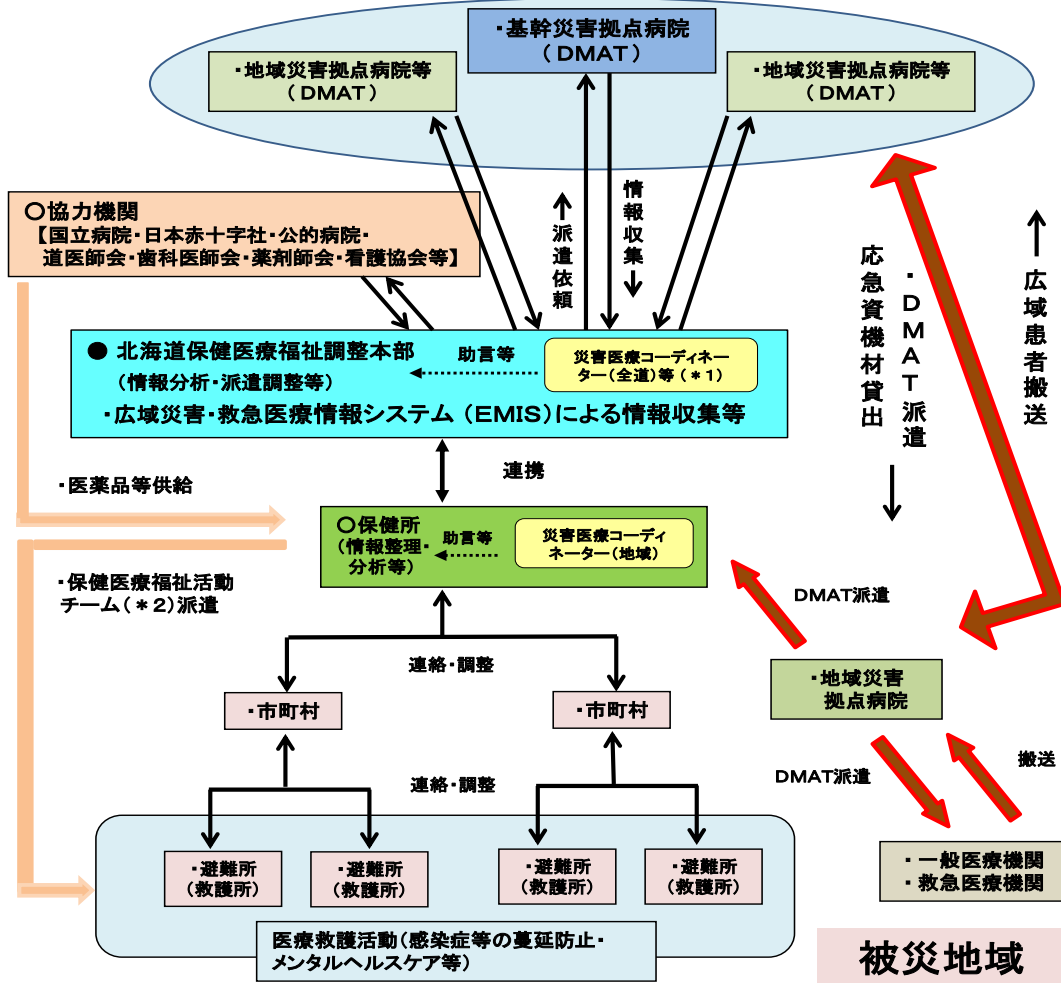 ・基幹災害拠点病院
（DMAT）
・地域災害拠点病院等
（DMAT）
・地域災害拠点病院等
（DMAT）
○協力機関
【国立病院・日本赤十字社・公的病院・
道医師会・歯科医師会・薬剤師会・看護協会等】
↑派遣依頼
情報収集↓
応急資機材貸出
・DMAT派遣
↓
↑広域患者搬送
● 北海道保健医療福祉調整本部
（情報分析・派遣調整等）
助言等
災害医療コーディネー
ター（全道）等（＊1）
・広域災害・救急医療情報システム（EMIS）による情報収集等
連携
・医薬品等供給
○保健所
（情報整理・
分析等）
助言等
災害医療コーディ
ネーター（地域）
・保健医療福祉活動
チーム（＊2）派遣
DMAT派遣
連絡・調整
・地域災害
拠点病院
・市町村
・市町村
DMAT派遣
搬送
連絡・調整
・避難所
（救護所）
・避難所
（救護所）
・避難所
（救護所）
・避難所
（救護所）
・一般医療機関
・救急医療機関
医療救護活動（感染症等の蔓延防止・
メンタルヘルスケア等）
被災地域